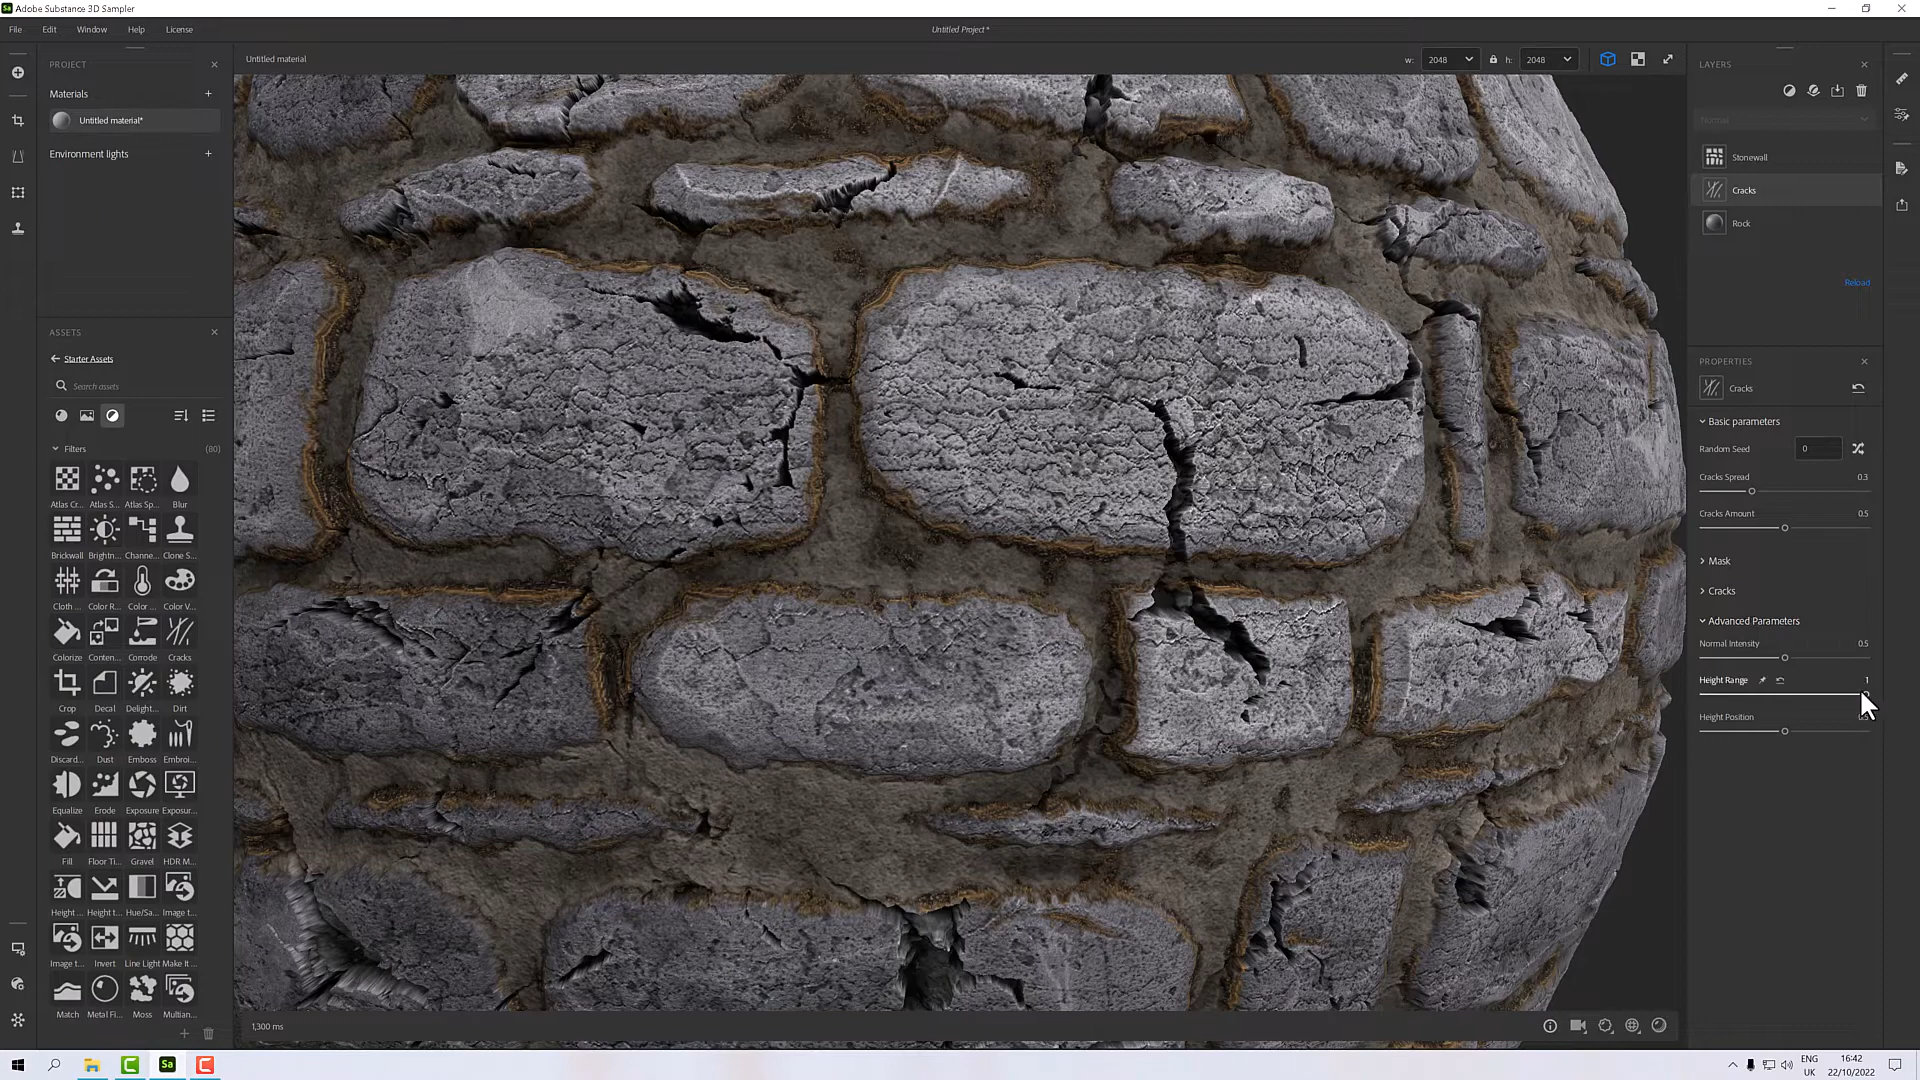 Adobe Substance 3D Sampler
File Edit Window Help License
Untitled Project *
PROJECT
Materials
Untitled material*
Environment lights
ASSETS
Starter Assets
Search assets
Filters (80)
Atlas Cr... Atlas S... Atlas Sp... Blur
Brickwall Brightn... Channe... Clone S...
Cloth ... Color R... Color ... Color V...
Colorize Conten... Corrode Cracks
Crop Decal Delight... Dirt
Discard... Dust Emboss Embroi...
Equalize Erode Exposure Exposur...
Fill Floor Ti... Gravel HDR M...
Height ... Height t... Hue/Sa... Image t...
Image t... Invert Line Light Make It ...
Match Metal Fi... Moss Multian...
Untitled material
w: 2048 h: 2048
1,300 ms
LAYERS
Normal
Stonewall
Cracks
Rock
Reload
PROPERTIES
Cracks
Basic parameters
Random Seed 0
Cracks Spread 0.3
Cracks Amount 0.5
Mask
Cracks
Advanced Parameters
Normal Intensity 0.5
Height Range 1
Height Position
ENG
UK
16:42
22/10/2022